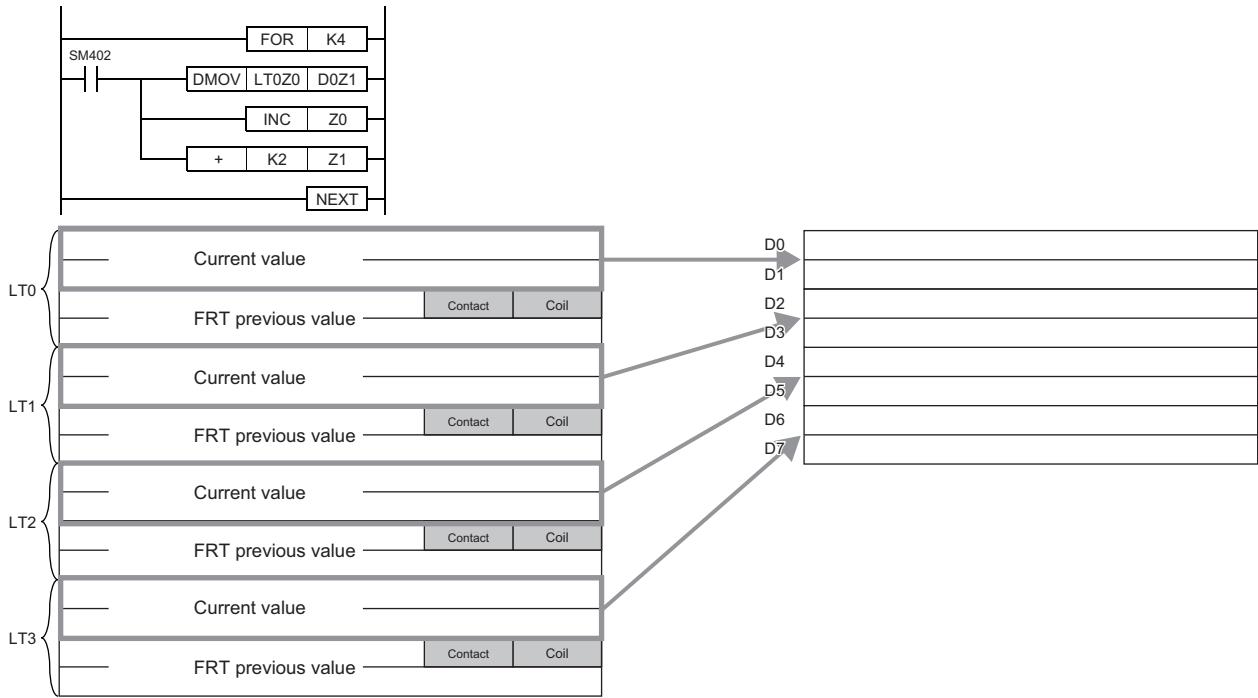 FOR K4
SM402
DMOV LT0Z0 D0Z1
INC Z0
+ K2 Z1
NEXT
LT0
Current value
FRT previous value
Contact Coil
LT1
Current value
FRT previous value
Contact Coil
LT2
Current value
FRT previous value
Contact Coil
LT3
Current value
FRT previous value
Contact Coil
D0
D1
D2
D3
D4
D5
D6
D7